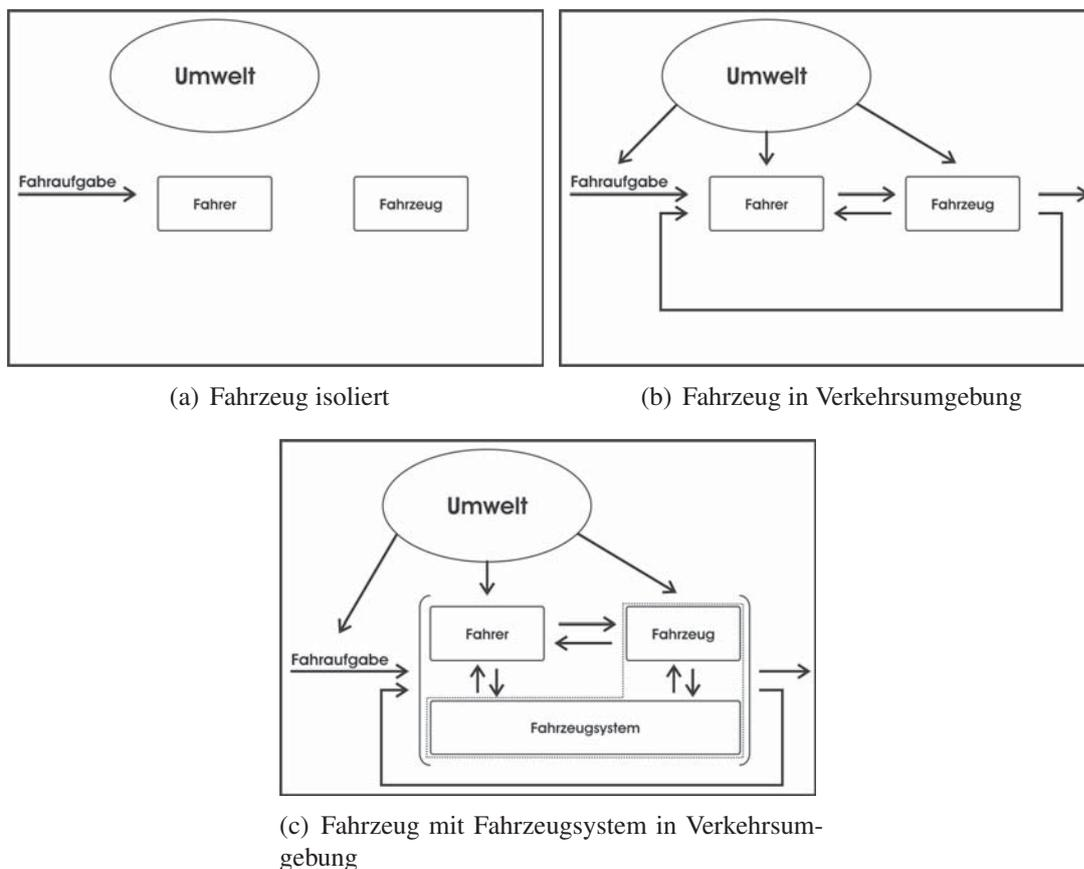 Umwelt
Fahraufgabe
Fahrer
Fahrzeug
(a) Fahrzeug isoliert
Umwelt
Fahraufgabe
Fahrer
Fahrzeug
(b) Fahrzeug in Verkehrsumgebung
Umwelt
Fahrer
Fahrzeug
Fahraufgabe
Fahrzeugsystem
(c) Fahrzeug mit Fahrzeugsystem in Verkehrsum-
gebung